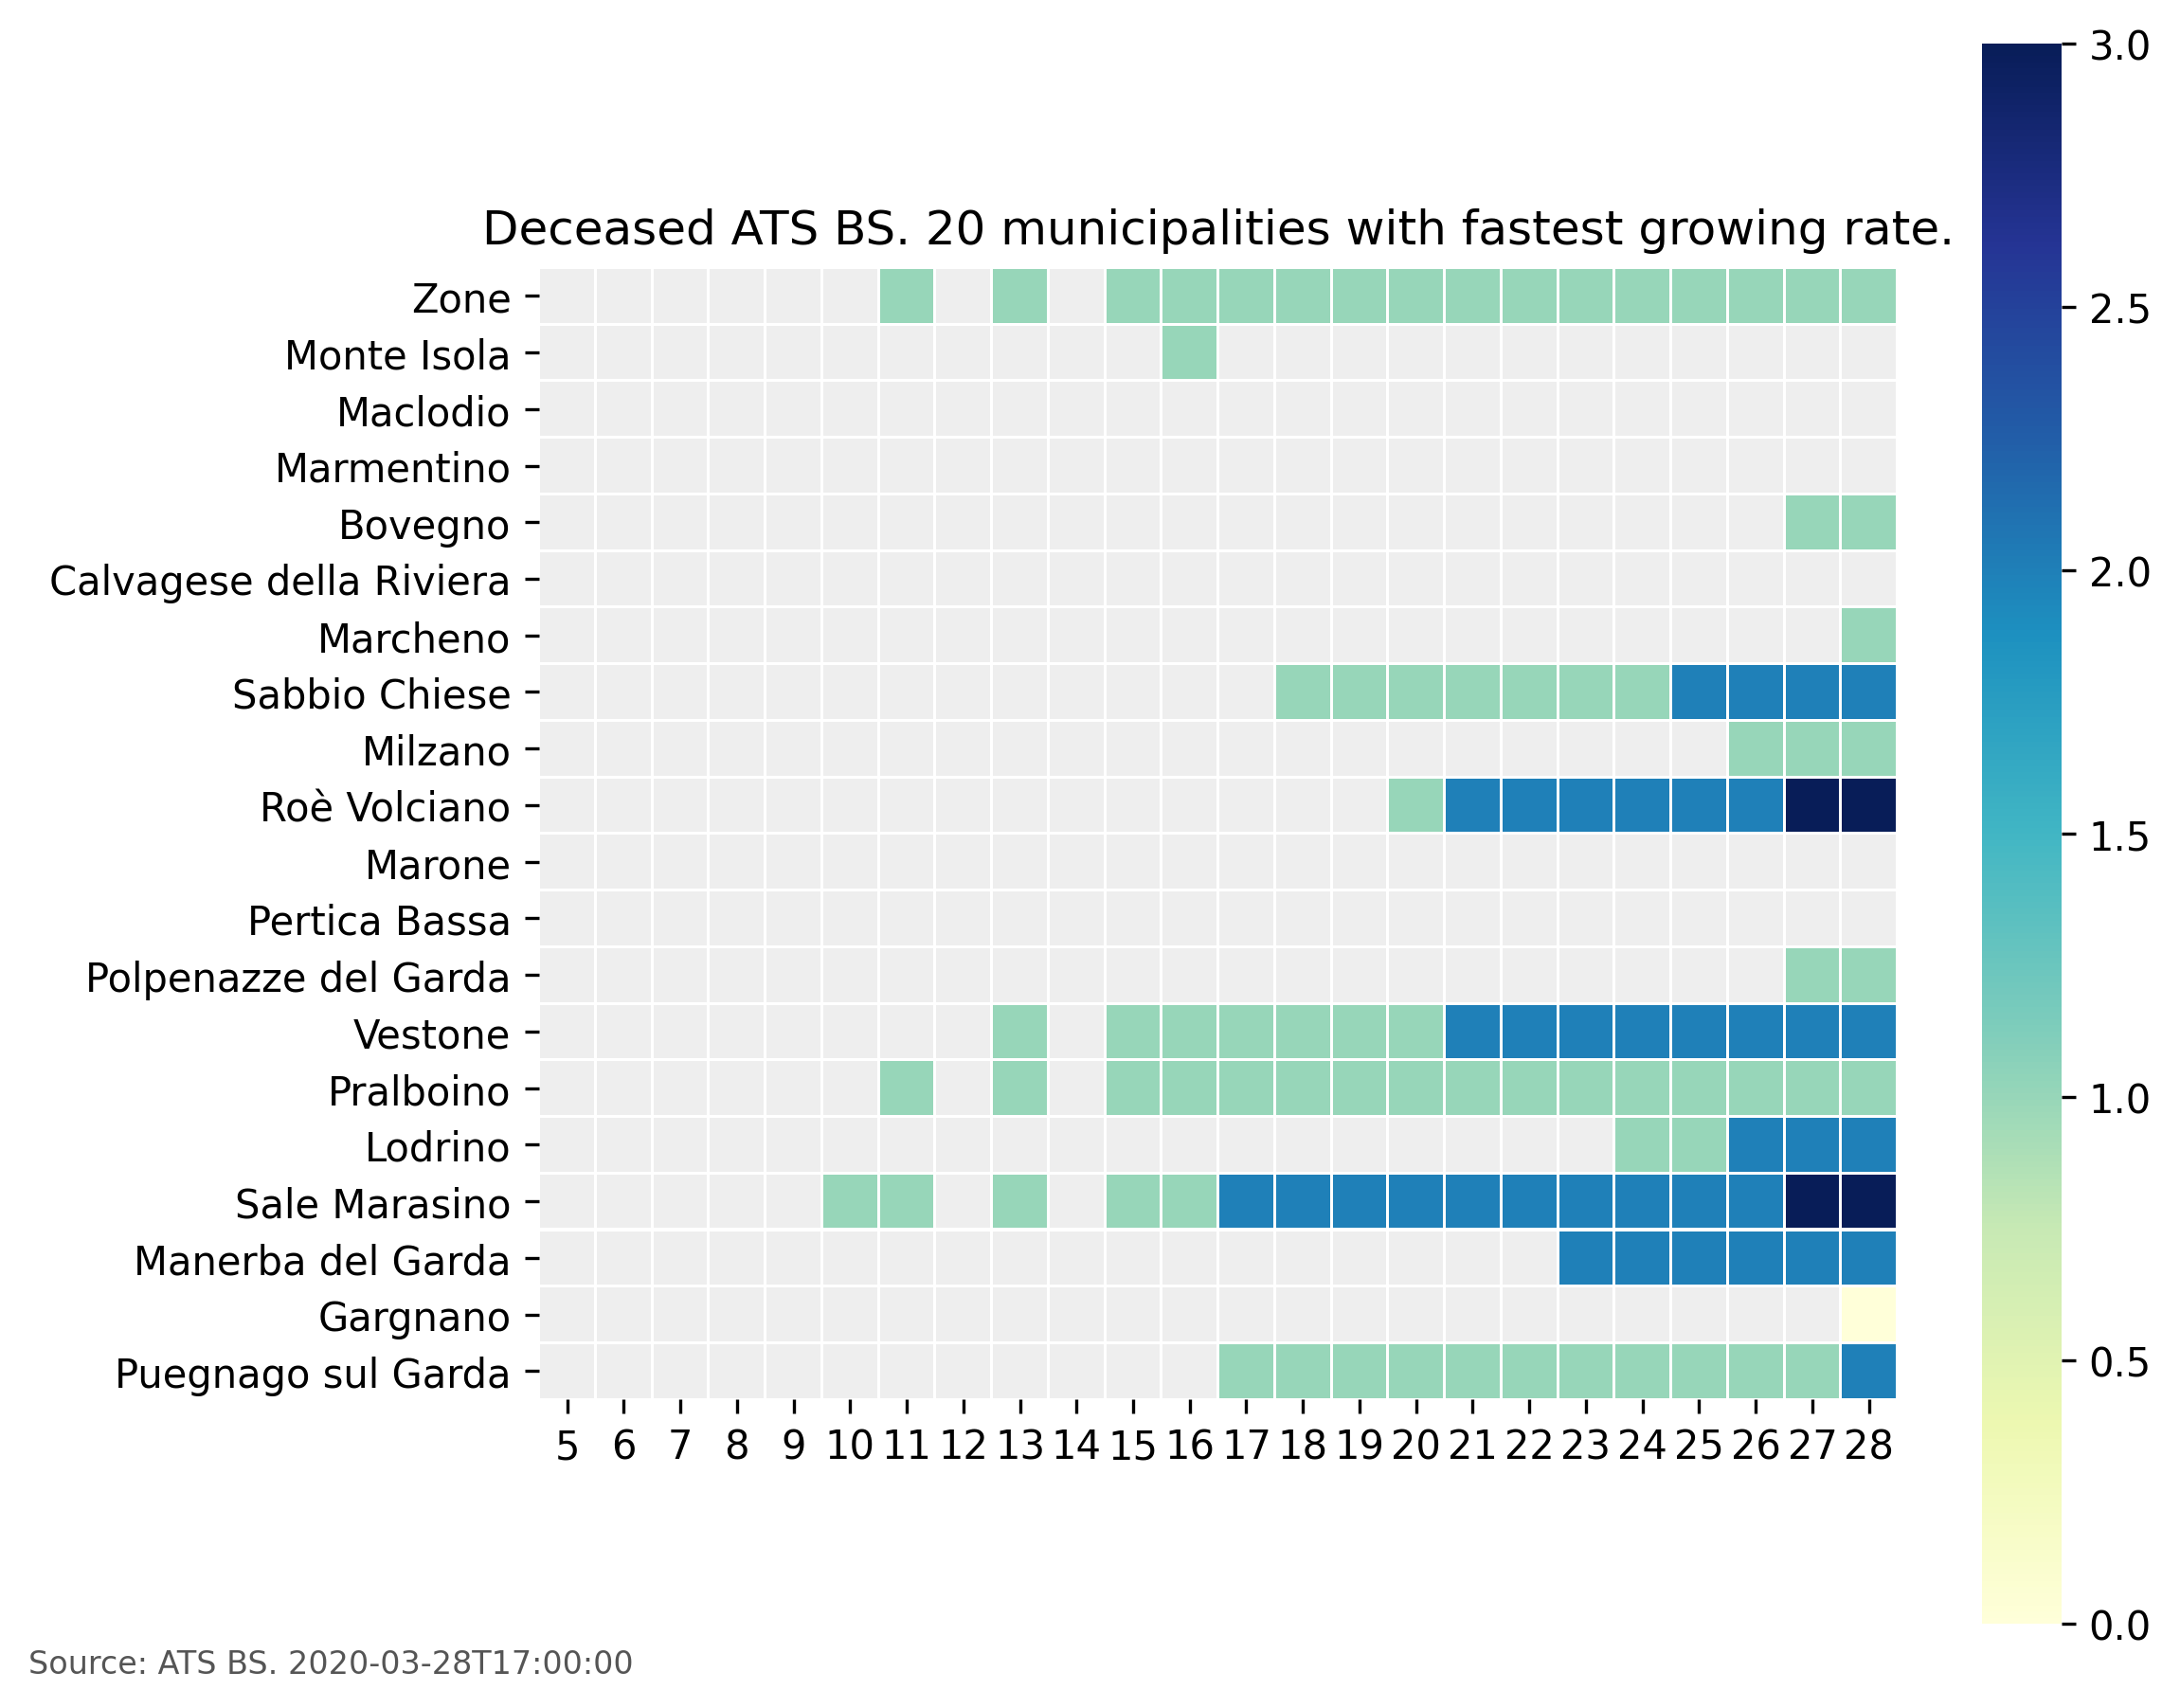 Deceased ATS BS. 20 municipalities with fastest growing rate.
Zone
Monte Isola
Maclodio
Marmentino
Bovegno
Calvagese della Riviera
Marcheno
Sabbio Chiese
Milzano
Roè Volciano
Marone
Pertica Bassa
Polpenazze del Garda
Vestone
Pralboino
Lodrino
Sale Marasino
Manerba del Garda
Gargnano
Puegnago sul Garda
5 6 7 8 9 10 11 12 13 14 15 16 17 18 19 20 21 22 23 24 25 26 27 28
3.0
2.5
2.0
1.5
1.0
0.5
0.0
Source: ATS BS. 2020-03-28T17:00:00